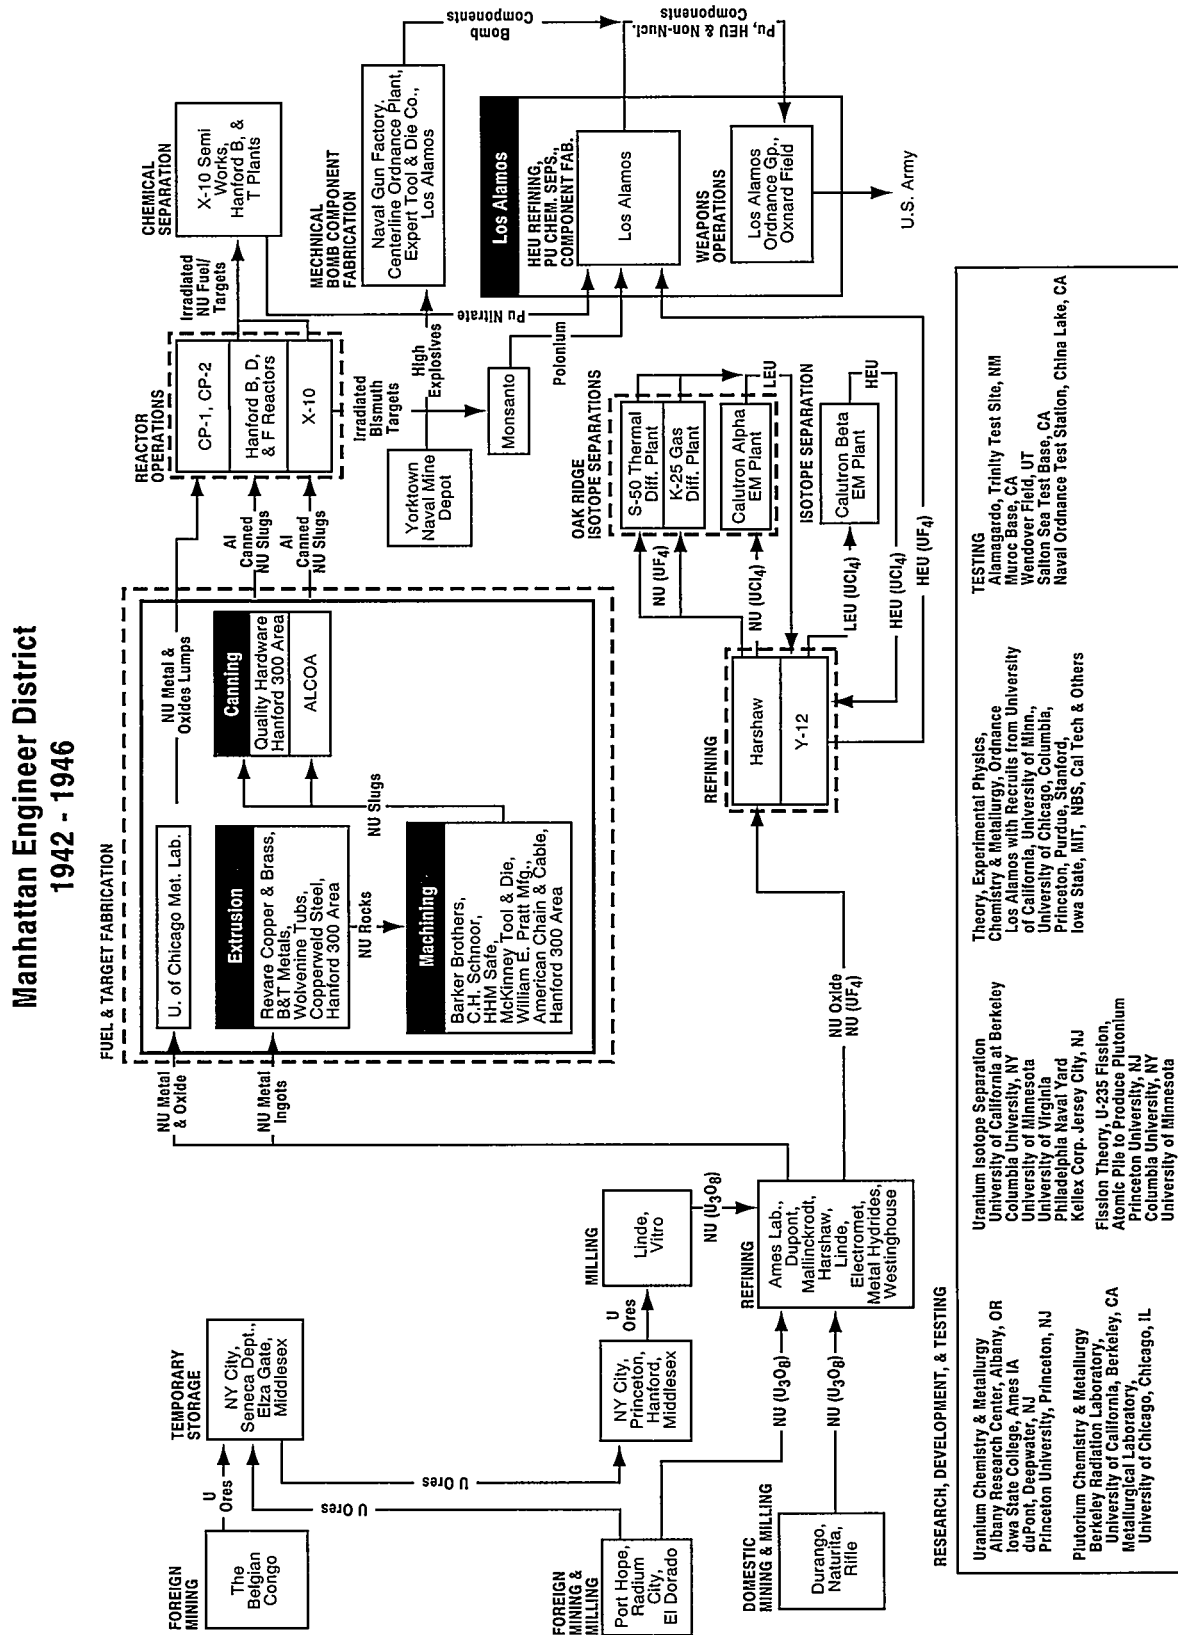 Manhattan Engineer District
1942 - 1946
FOREIGN
MINING
The
Belgian
Congo
U
Ores
TEMPORARY
STORAGE
NY City,
Seneca Dept.,
Elza Gate,
Middlesex
U Ores
U Ores
FOREIGN
MINING &
MILLING
Port Hope,
Radium
City,
El Dorado
NY City,
Princeton,
Hanford,
Middlesex
U
Ores
MILLING
Linde,
Vitro
NU (U3O8)
DOMESTIC
MINING & MILLING
Durango,
Naturita,
Rifle
NU (U3O8)
NU (U3O8)
REFINING
Ames Lab.,
Dupont,
Mallinckrodt,
Harshaw,
Linde,
Electromet,
Metal Hydrides,
Westinghouse
NU Metal
& Oxide
NU Metal
Ingots
NU Oxide
NU (UF4)
FUEL & TARGET FABRICATION
U. of Chicago Met. Lab.
Extrusion
Revare Copper & Brass,
B&T Metals,
Wolvenine Tubs,
Copperweld Steel,
Hanford 300 Area
NU Rocks
Machining
Barker Brothers,
C.H. Schnoor,
HHM Safe,
McKinney Tool & Die,
William E. Pratt Mfg.,
American Chain & Cable,
Hanford 300 Area
NU Slugs
Canning
Quality Hardware
Hanford 300 Area
ALCOA
NU Metal &
Oxides Lumps
Al
Canned
NU Slugs
Al
Canned
NU Slugs
REACTOR
OPERATIONS
CP-1, CP-2
Hanford B, D,
& F Reactors
X-10
Irradiated
NU Fuel/
Targets
CHEMICAL
SEPARATION
X-10 Semi
Works,
Hanford B, &
T Plants
Pu Nitrate
Irradiated
Bismuth
Targets
Monsanto
Polonium
Yorktown
Naval Mine
Depot
High
Explosives
MECHNICAL
BOMB COMPONENT
FABRICATION
Naval Gun Factory,
Centerline Ordnance Plant,
Expert Tool & Die Co.,
Los Alamos
Bomb
Components
Pu, HEU & Non-Nucl.
Components
Los Alamos
HEU REFINING,
PU CHEM. SEPS.,
COMPONENT FAB.
Los Alamos
WEAPONS
OPERATIONS
Los Alamos
Ordnance Gp.,
Oxnard Field
U.S. Army
REFINING
Harshaw
Y-12
NU (UF4)
NU (UCl4)
LEU (UCl4)
HEU (UCl4)
HEU (UF4)
OAK RIDGE
ISOTOPE SEPARATIONS
S-50 Thermal
Diff. Plant
K-25 Gas
Diff. Plant
Calutron Alpha
EM Plant
LEU
ISOTOPE SEPARATION
Calutron Beta
EM Plant
HEU
RESEARCH, DEVELOPMENT, & TESTING
Uranium Chemistry & Metallurgy
Albany Research Center, Albany, OR
Iowa State College, Ames IA
duPont, Deepwater, NJ
Princeton University, Princeton, NJ
Plutorium Chemistry & Metallurgy
Berkeley Radiation Laboratory,
University of California, Berkeley, CA
Metallurgical Laboratory,
University of Chicago, Chicago, IL
Uranium Isotope Separation
University of California at Berkeley
Columbia University, NY
University of Minnesota
University of Virginia
Philadelphia Naval Yard
Kellex Corp. Jersey City, NJ
Fission Theory, U-235 Fission,
Atomic Pile to Produce Plutonium
Princeton University, NJ
Columbia University, NY
University of Minnesota
Theory, Experimental Physics,
Chemistry & Metallurgy, Ordnance
Los Alamos with Recruits from University
of California, University of Minn.,
University of Chicago, Columbia,
Princeton, Purdue, Stanford,
Iowa State, MIT, NBS, Cal Tech & Others
TESTING
Alamagardo, Trinity Test Site, NM
Muroc Base, CA
Wendover Field, UT
Salton Sea Test Base, CA
Naval Ordnance Test Station, China Lake, CA